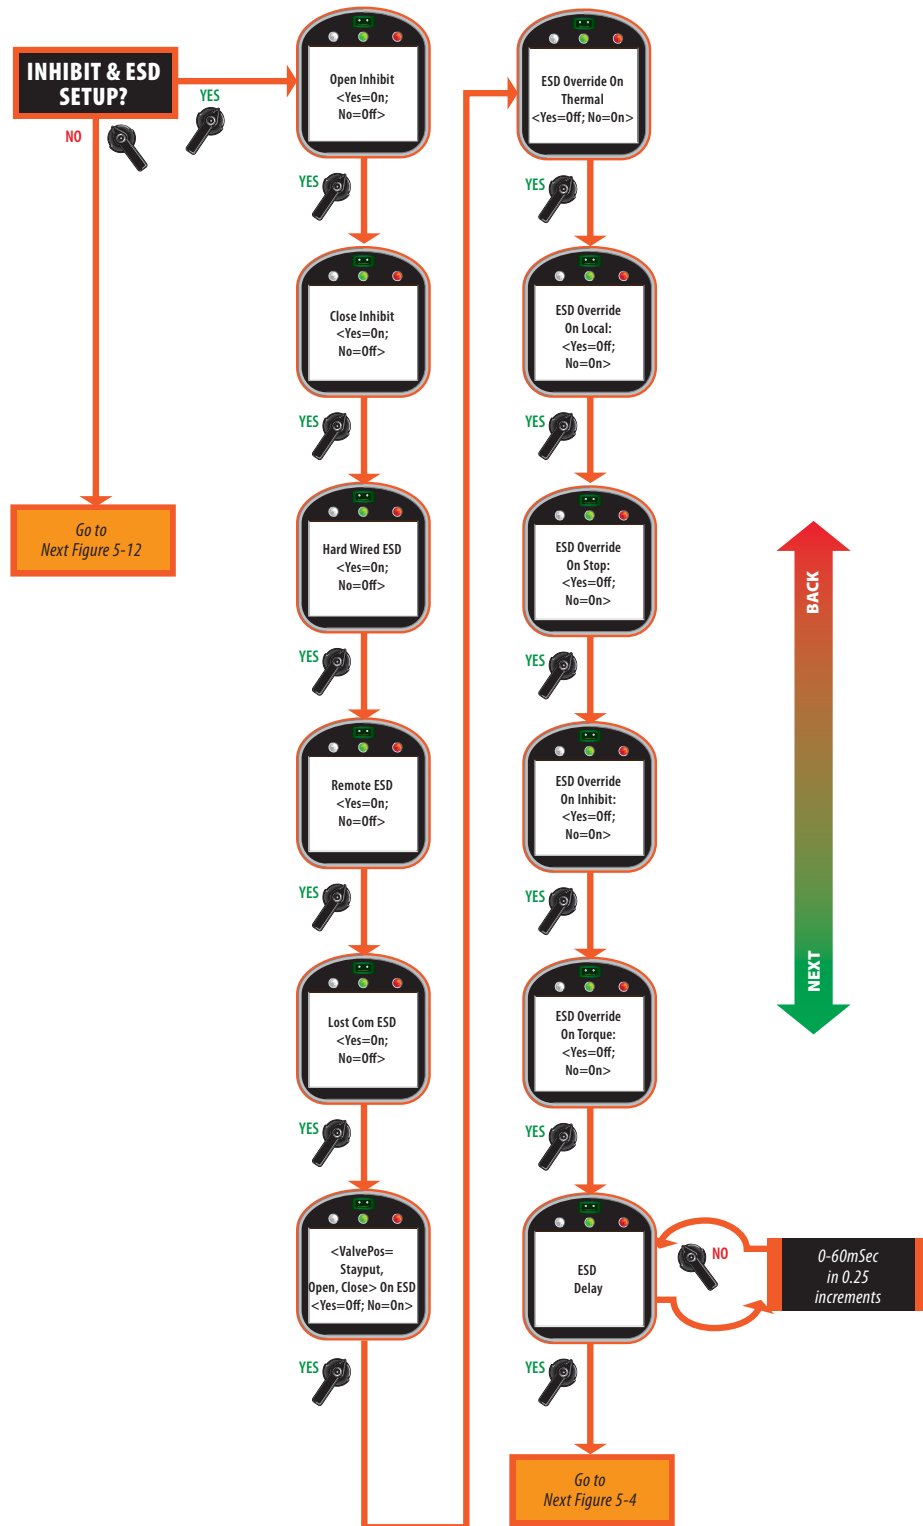 INHIBIT & ESD
SETUP?
YES
NO
Go to
Next Figure 5-12
Open Inhibit
<Yes=On;
No=Off>
YES
Close Inhibit
<Yes=On;
No=Off>
YES
Hard Wired ESD
<Yes=On;
No=Off>
YES
Remote ESD
<Yes=On;
No=Off>
YES
Lost Com ESD
<Yes=On;
No=Off>
YES
<ValvePos=
Stayput,
Open, Close> On ESD
<Yes=Off; No=On>
YES
ESD Override On
Thermal
<Yes=Off; No=On>
YES
ESD Override
On Local:
<Yes=Off;
No=On>
YES
ESD Override
On Stop:
<Yes=Off;
No=On>
YES
ESD Override
On Inhibit:
<Yes=Off;
No=On>
YES
ESD Override
On Torque:
<Yes=Off;
No=On>
YES
ESD
Delay
NO
0-60mSec
in 0.25
increments
YES
Go to
Next Figure 5-4
BACK
NEXT